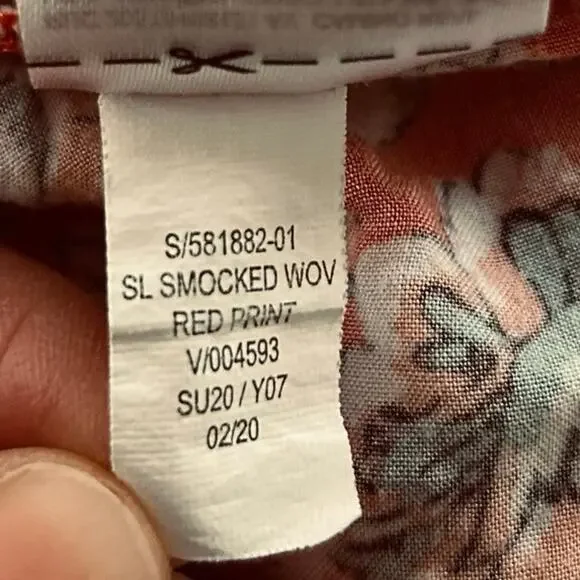 S/581882-01
SL SMOCKED WOV
RED PRINT
V/004593
SU20 / Y07
02/20